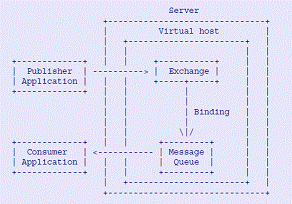 Server
Virtual host
Publisher
Application
Exchange
Binding
Consumer
Application
Message
Queue